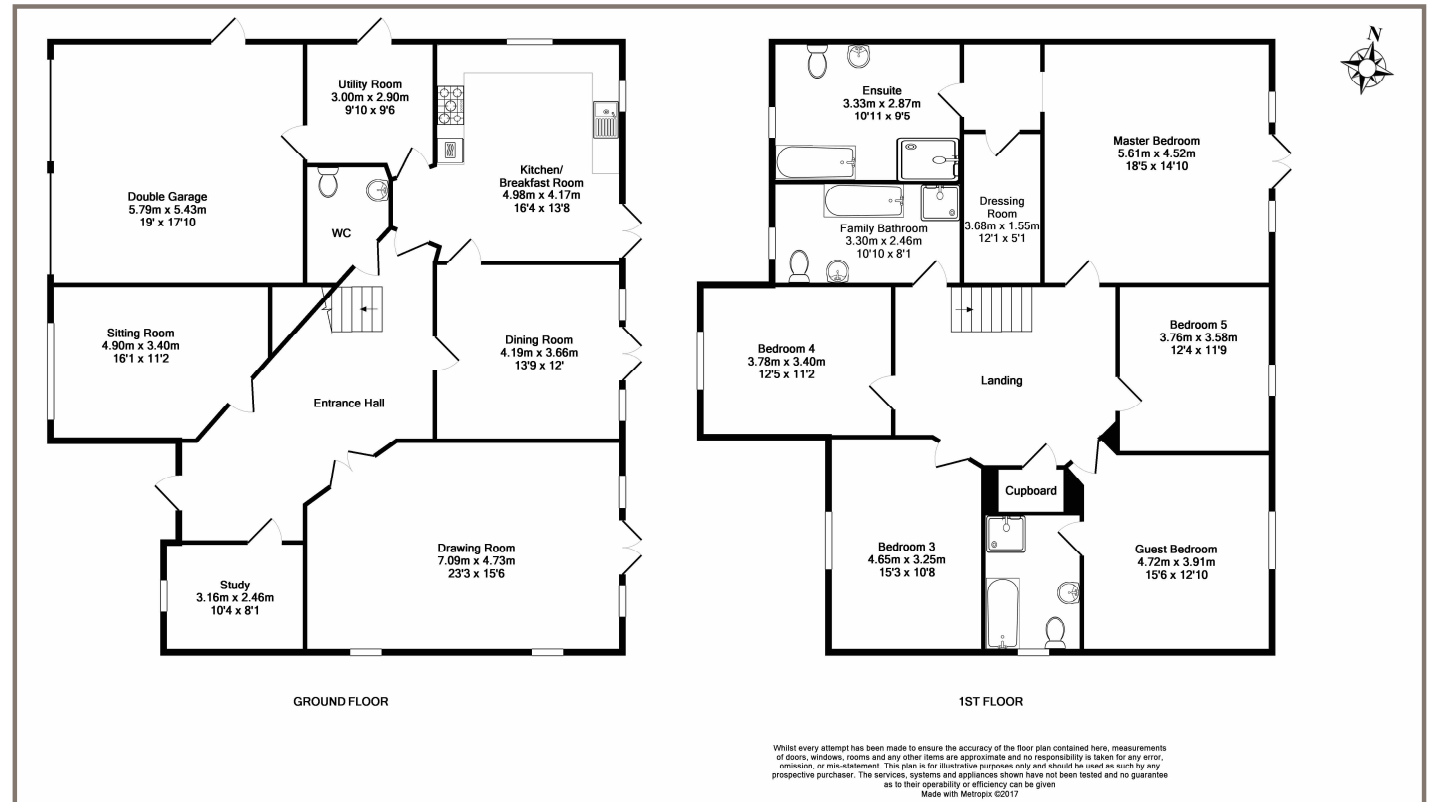 N
Utility Room
3.00m x 2.90m
9'10 x 9'6
Kitchen/
Breakfast Room
4.98m x 4.17m
16'4 x 13'8
Double Garage
5.79m x 5.43m
19' x 17'10
WC
Sitting Room
4.90m x 3.40m
16'1 x 11'2
Dining Room
4.19m x 3.66m
13'9 x 12'
Entrance Hall
Drawing Room
7.09m x 4.73m
23'3 x 15'6
Study
3.16m x 2.46m
10'4 x 8'1
GROUND FLOOR
Ensuite
3.33m x 2.87m
10'11 x 9'5
Master Bedroom
5.61m x 4.52m
18'5 x 14'10
Dressing
Room
3.68m x 1.55m
12'1 x 5'1
Family Bathroom
3.30m x 2.46m
10'10 x 8'1
Bedroom 4
3.78m x 3.40m
12'5 x 11'2
Landing
Bedroom 5
3.76m x 3.58m
12'4 x 11'9
Cupboard
Bedroom 3
4.65m x 3.25m
15'3 x 10'8
Guest Bedroom
4.72m x 3.91m
15'6 x 12'10
1ST FLOOR
Whilst every attempt has been made to ensure the accuracy of the floor plan contained here, measurements
of doors, windows, rooms and any other items are approximate and no responsibility is taken for any error,
omission, or mis-statement. This plan is for illustrative purposes only and should be used as such by any
prospective purchaser. The services, systems and appliances shown have not been tested and no guarantee
as to their operability or efficiency can be given
Made with Metropix ©2017